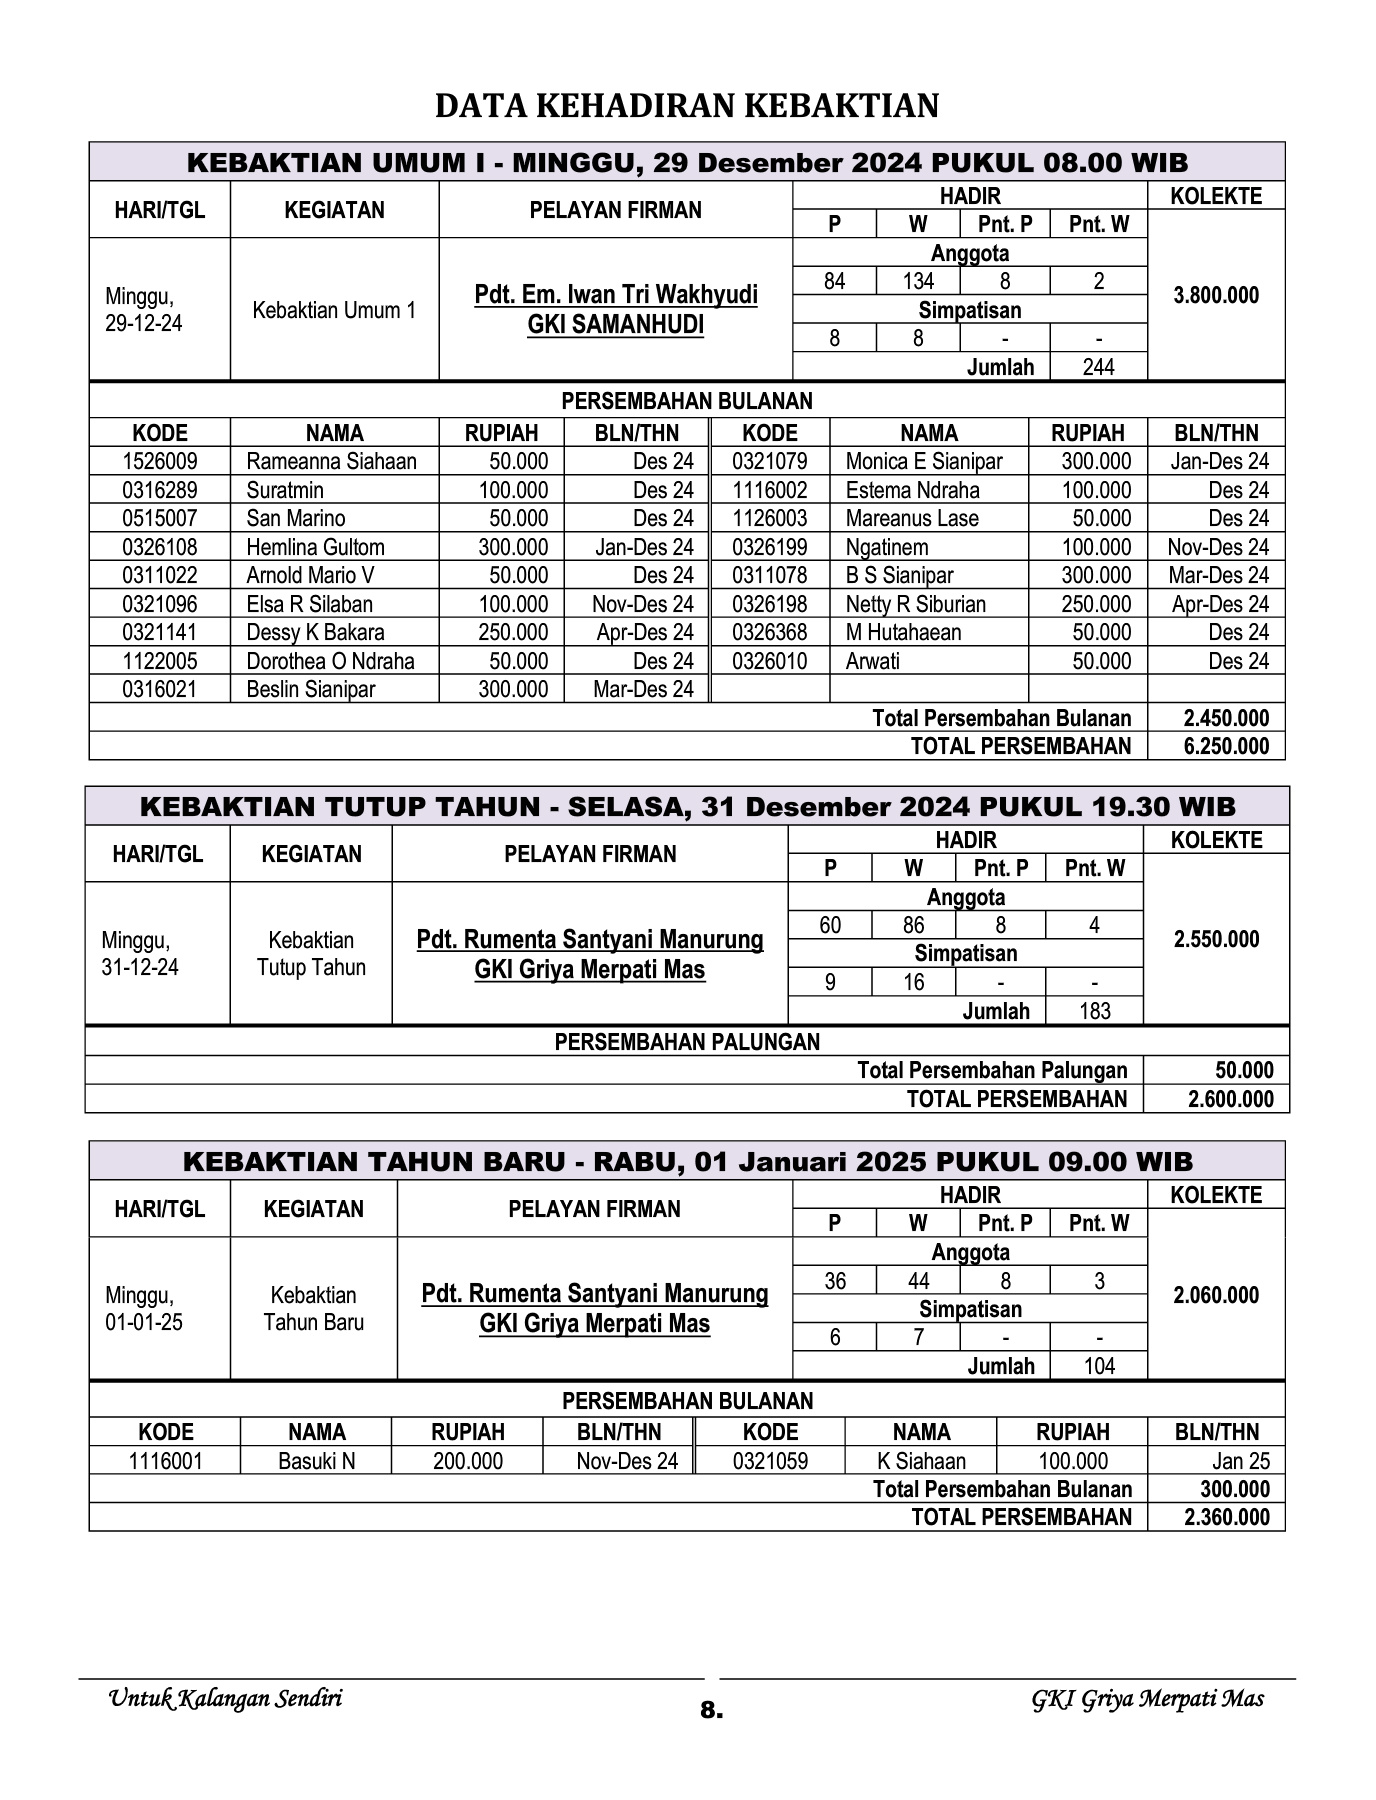 DATA KEHADIRAN KEBAKTIAN
KEBAKTIAN UMUM I - MINGGU, 29 Desember 2024 PUKUL 08.00 WIB
HARI/TGL KEGIATAN PELAYAN FIRMAN HADIR KOLEKTE
P W Pnt. P Pnt. W
Minggu,
29-12-24
Kebaktian Umum 1
Pdt. Em. Iwan Tri Wakhyudi
GKI SAMANHUDI
Anggota
84 134 8 2
Simpatisan
8 8 - -
Jumlah 244
3.800.000
PERSEMBAHAN BULANAN
KODE NAMA RUPIAH BLN/THN KODE NAMA RUPIAH BLN/THN
1526009 Rameanna Siahaan 50.000 Des 24 0321079 Monica E Sianipar 300.000 Jan-Des 24
0316289 Suratmin 100.000 Des 24 1116002 Estema Ndraha 100.000 Des 24
0515007 San Marino 50.000 Des 24 1126003 Mareanus Lase 50.000 Des 24
0326108 Hemlina Gultom 300.000 Jan-Des 24 0326199 Ngatinem 100.000 Nov-Des 24
0311022 Arnold Mario V 50.000 Des 24 0311078 B S Sianipar 300.000 Mar-Des 24
0321096 Elsa R Silaban 100.000 Nov-Des 24 0326198 Netty R Siburian 250.000 Apr-Des 24
0321141 Dessy K Bakara 250.000 Apr-Des 24 0326368 M Hutahaean 50.000 Des 24
1122005 Dorothea O Ndraha 50.000 Des 24 0326010 Arwati 50.000 Des 24
0316021 Beslin Sianipar 300.000 Mar-Des 24
Total Persembahan Bulanan 2.450.000
TOTAL PERSEMBAHAN 6.250.000
KEBAKTIAN TUTUP TAHUN - SELASA, 31 Desember 2024 PUKUL 19.30 WIB
HARI/TGL KEGIATAN PELAYAN FIRMAN HADIR KOLEKTE
P W Pnt. P Pnt. W
Minggu,
31-12-24
Kebaktian
Tutup Tahun
Pdt. Rumenta Santyani Manurung
GKI Griya Merpati Mas
Anggota
60 86 8 4
Simpatisan
9 16 - -
Jumlah 183
2.550.000
PERSEMBAHAN PALUNGAN
Total Persembahan Palungan 50.000
TOTAL PERSEMBAHAN 2.600.000
KEBAKTIAN TAHUN BARU - RABU, 01 Januari 2025 PUKUL 09.00 WIB
HARI/TGL KEGIATAN PELAYAN FIRMAN HADIR KOLEKTE
P W Pnt. P Pnt. W
Minggu,
01-01-25
Kebaktian
Tahun Baru
Pdt. Rumenta Santyani Manurung
GKI Griya Merpati Mas
Anggota
36 44 8 3
Simpatisan
6 7 - -
Jumlah 104
2.060.000
PERSEMBAHAN BULANAN
KODE NAMA RUPIAH BLN/THN KODE NAMA RUPIAH BLN/THN
1116001 Basuki N 200.000 Nov-Des 24 0321059 K Siahaan 100.000 Jan 25
Total Persembahan Bulanan 300.000
TOTAL PERSEMBAHAN 2.360.000
Untuk Kalangan Sendiri 8. GKI Griya Merpati Mas